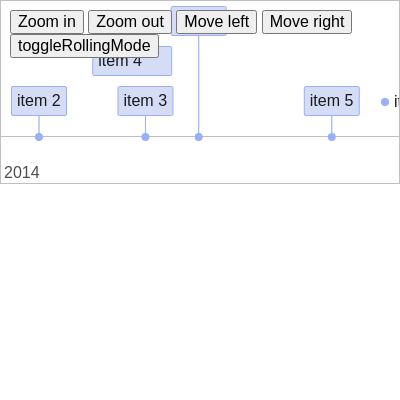 Zoom in Zoom out Move left Move right
toggleRollingMode
item 4
item 2 item 3 item 5
2014